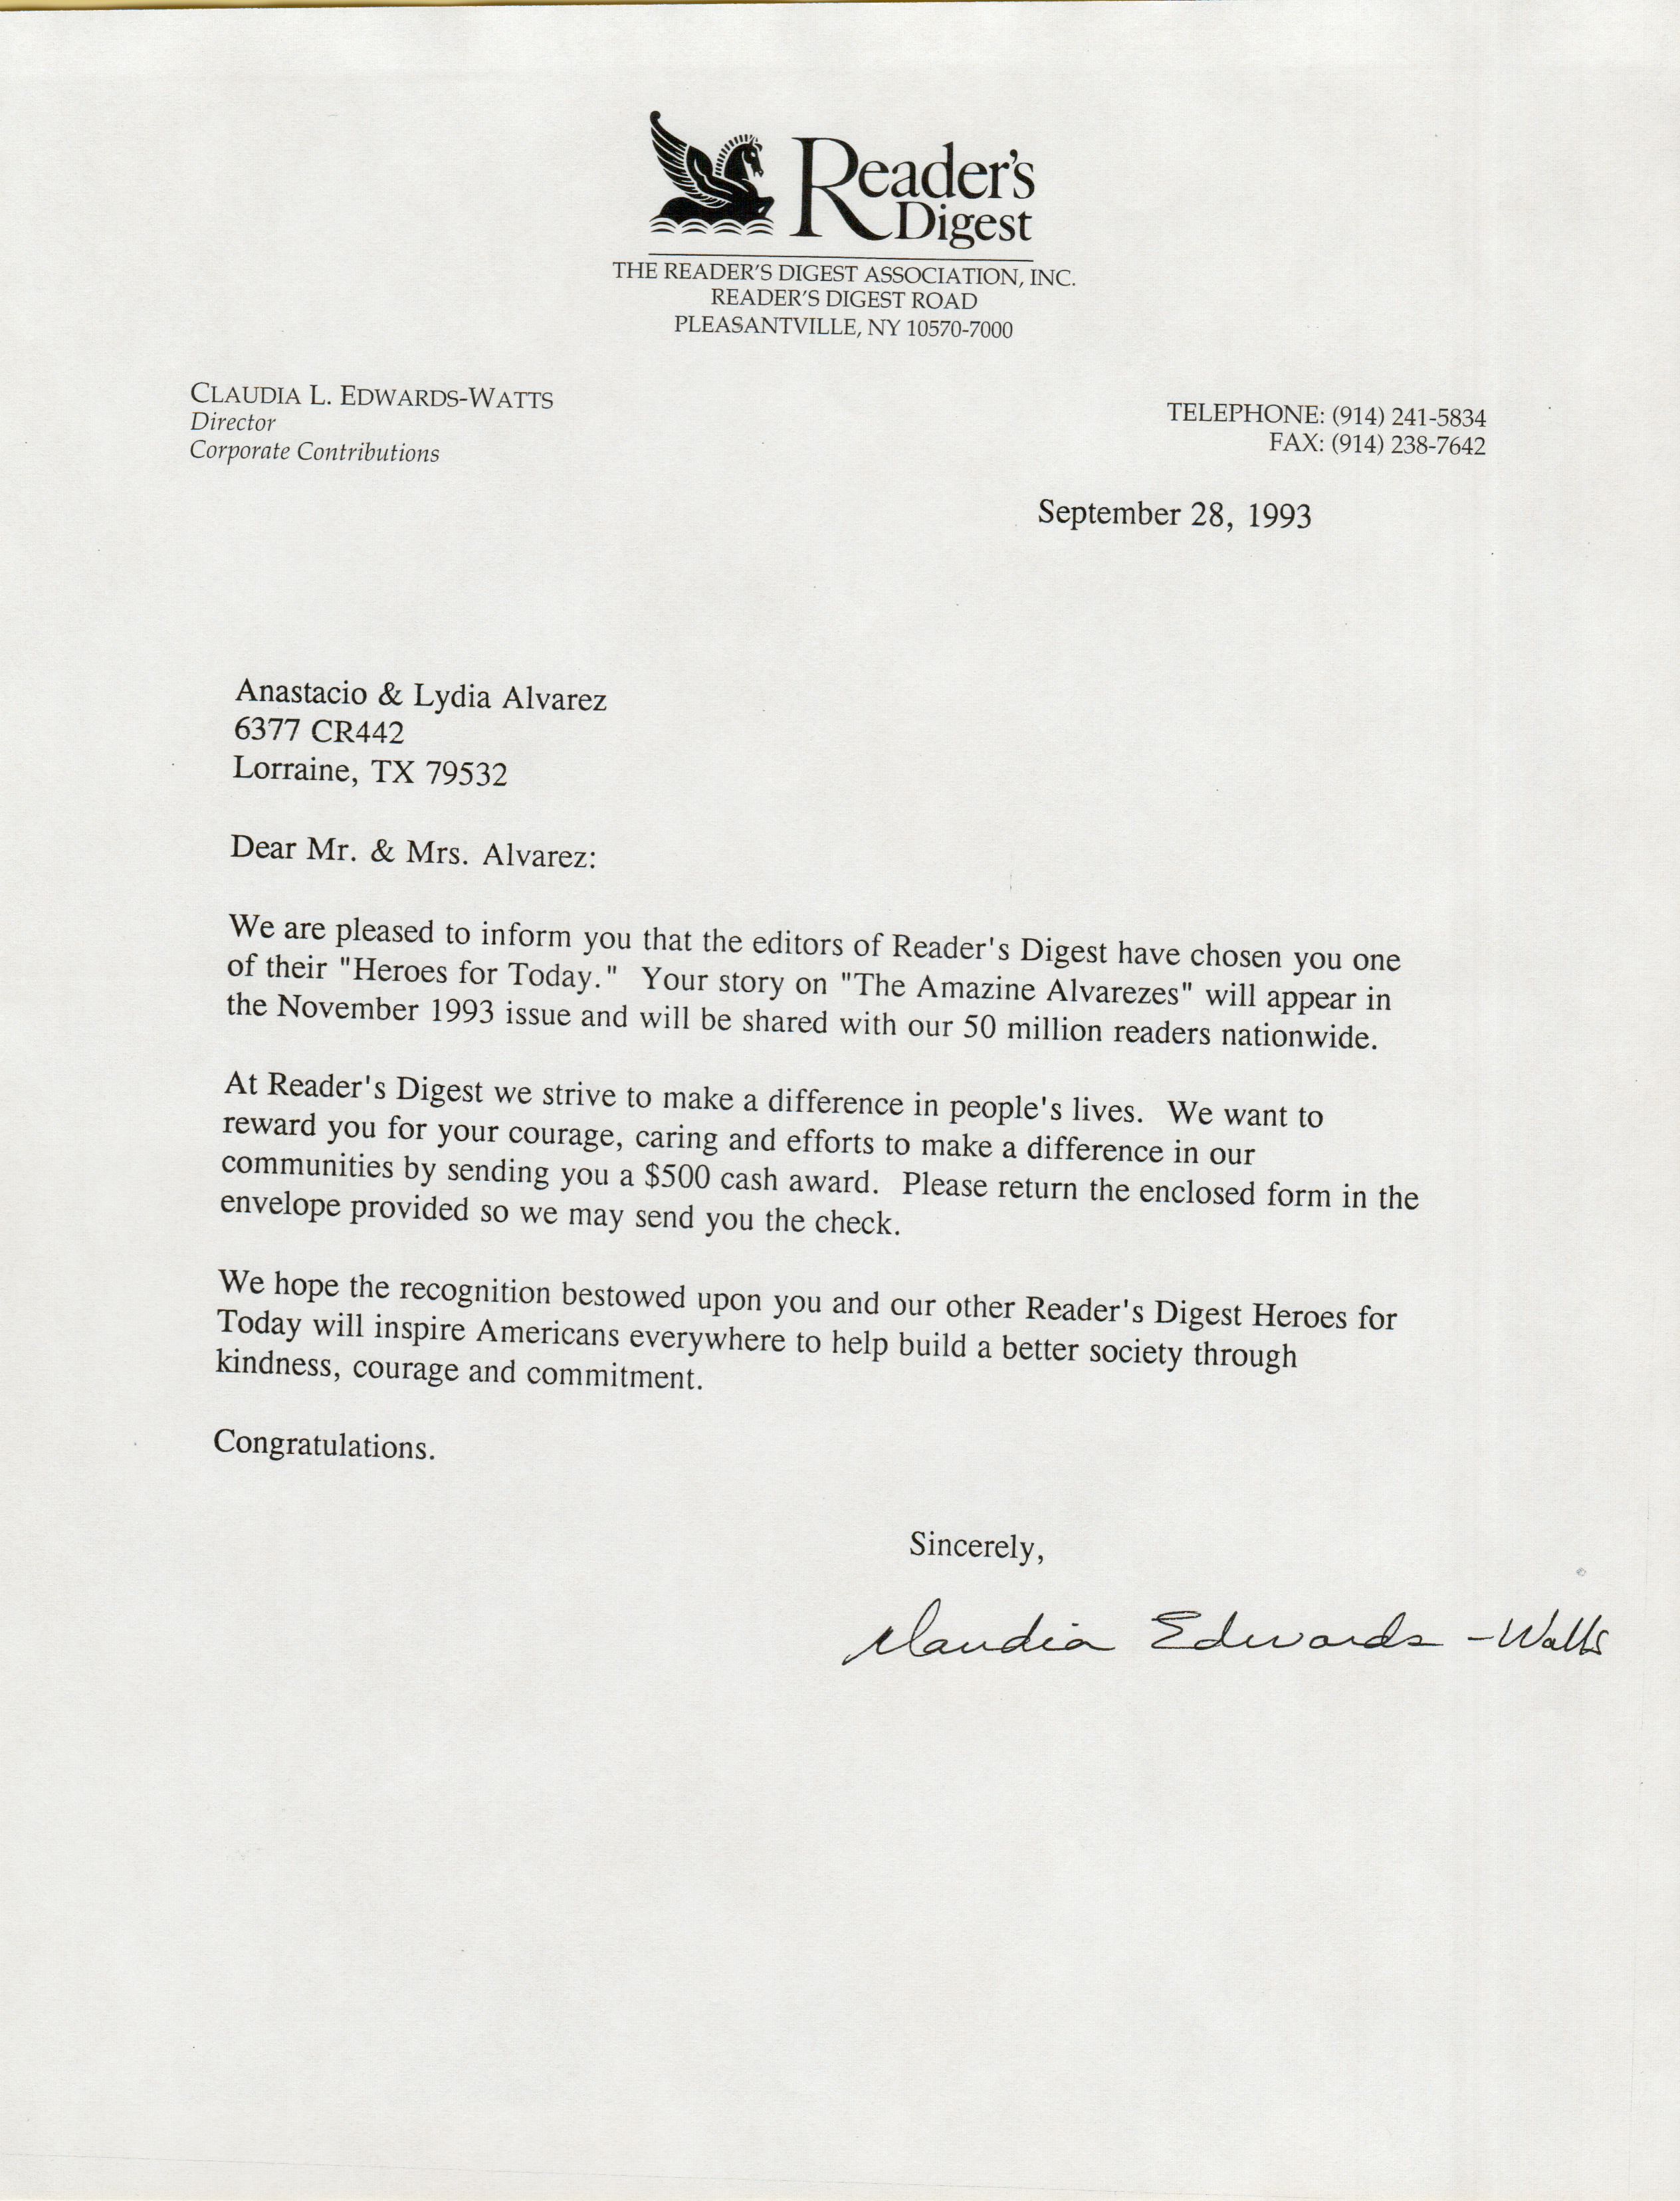 Reader's
Digest
THE READER'S DIGEST ASSOCIATION, INC.
READER'S DIGEST ROAD
PLEASANTVILLE, NY 10570-7000
CLAUDIA L. EDWARDS-WATTS
Director
Corporate Contributions
TELEPHONE: (914) 241-5834
FAX: (914) 238-7642
September 28, 1993
Anastacio & Lydia Alvarez
6377 CR442
Lorraine, TX 79532
Dear Mr. & Mrs. Alvarez:
We are pleased to inform you that the editors of Reader's Digest have chosen you one
of their "Heroes for Today." Your story on "The Amazine Alvarezes" will appear in
the November 1993 issue and will be shared with our 50 million readers nationwide.
At Reader's Digest we strive to make a difference in people's lives. We want to
reward you for your courage, caring and efforts to make a difference in our
communities by sending you a $500 cash award. Please return the enclosed form in the
envelope provided so we may send you the check.
We hope the recognition bestowed upon you and our other Reader's Digest Heroes for
Today will inspire Americans everywhere to help build a better society through
kindness, courage and commitment.
Congratulations.
Sincerely,
Claudia Edwards-Watts